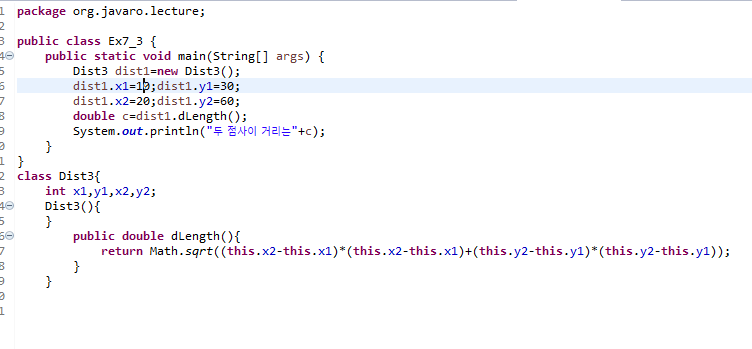 1 package org.javaro.lecture;
2
3 public class Ex7_3 {
4 public static void main(String[] args) {
5 Dist3 dist1=new Dist3();
6 dist1.x1=10;dist1.y1=30;
7 dist1.x2=20;dist1.y2=60;
8 double c=dist1.dLength();
9 System.out.println("두 점사이 거리는"+c);
0 }
1 }
2 class Dist3{
3 int x1,y1,x2,y2;
4 Dist3(){
5 }
6 public double dLength(){
7 return Math.sqrt((this.x2-this.x1)*(this.x2-this.x1)+(this.y2-this.y1)*(this.y2-this.y1));
8 }
9 }
0
1